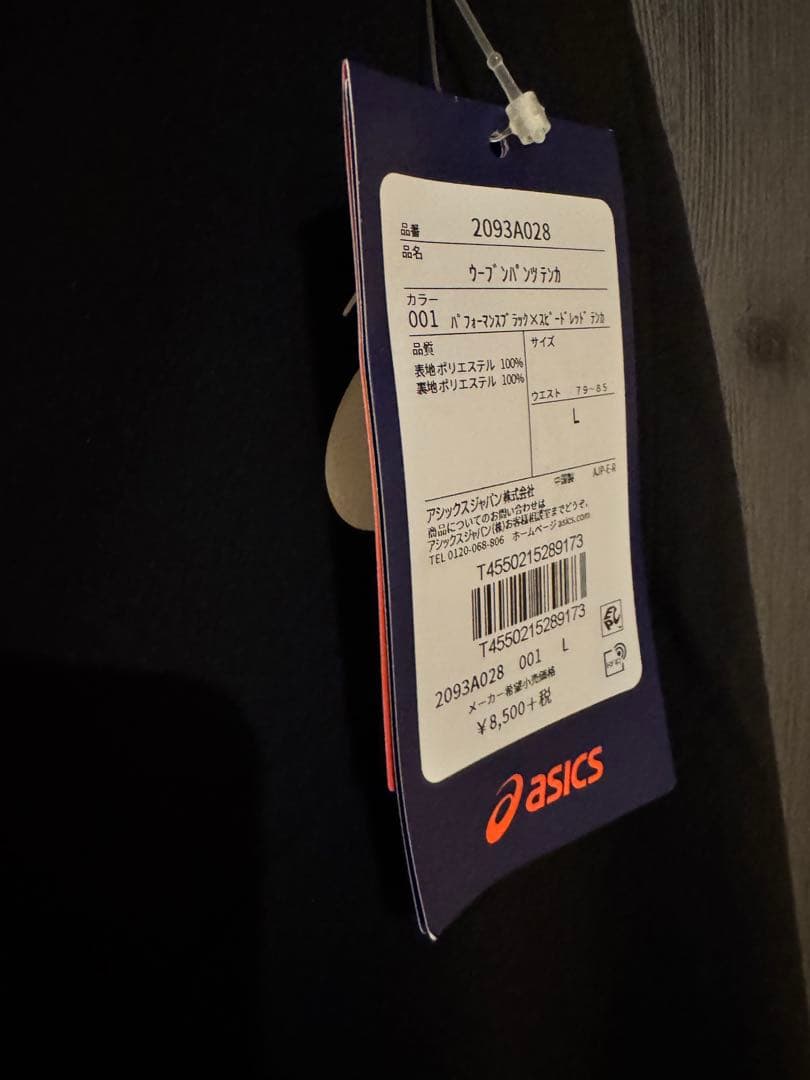 品番 2093A028
品名
ウーブンパンツテンカ
カラー
001 パフォーマンスブラック×スピードレッドテンカ
品質
表地ポリエステル 100%
裏地ポリエステル 100%
サイズ
ウエスト 79~85
L
アシックスジャパン株式会社 中国製 AJP-E-R
商品についてのお問い合わせは
アシックスジャパン(株)お客様相談室までどうぞ。
TEL 0120-068-806 ホームページ asics.com
T4550215289173
T4550215289173
2093A028 001 L
メーカー希望小売価格
¥8,500+税
RFID
asics